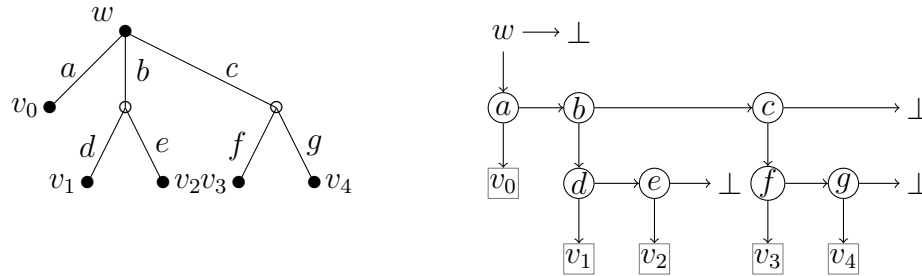 w
a b c
v₀
d e f g
v₁ v₂v₃ v₄
w ⊥
a b c ⊥
v₀ d e ⊥ f g ⊥
v₁ v₂ v₃ v₄